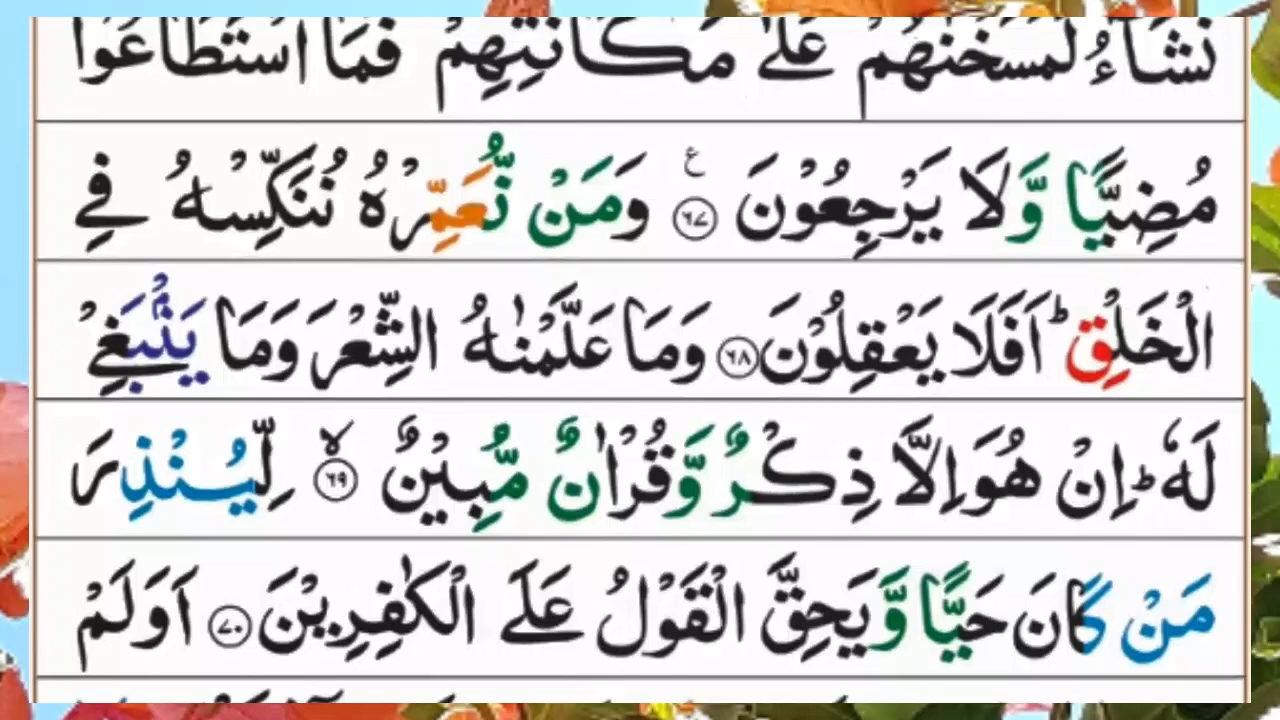 نَشَآءُ لَمَسَخْنٰهُمْ عَلٰى مَكَانَتِهِمْ فَمَا اسْتَطَاعُوْا
مُضِيًّا وَّلَا يَرْجِعُوْنَ ﴿٦٧﴾ ع وَمَنْ نُّعَمِّرْهُ نُنَكِّسْهُ فِي
الْخَلْقِ ؕ اَفَلَا يَعْقِلُوْنَ ﴿٦٨﴾ وَمَا عَلَّمْنٰهُ الشِّعْرَ وَمَا يَنْۢبَغِيْ
لَهٗ ؕ اِنْ هُوَ اِلَّا ذِكْرٌ وَّقُرْاٰنٌ مُّبِيْنٌ ﴿٦٩﴾ ۙ لِّيُنْذِرَ
مَنْ كَانَ حَيًّا وَّيَحِقَّ الْقَوْلُ عَلَى الْكٰفِرِيْنَ ﴿٧٠﴾ اَوَلَمْ